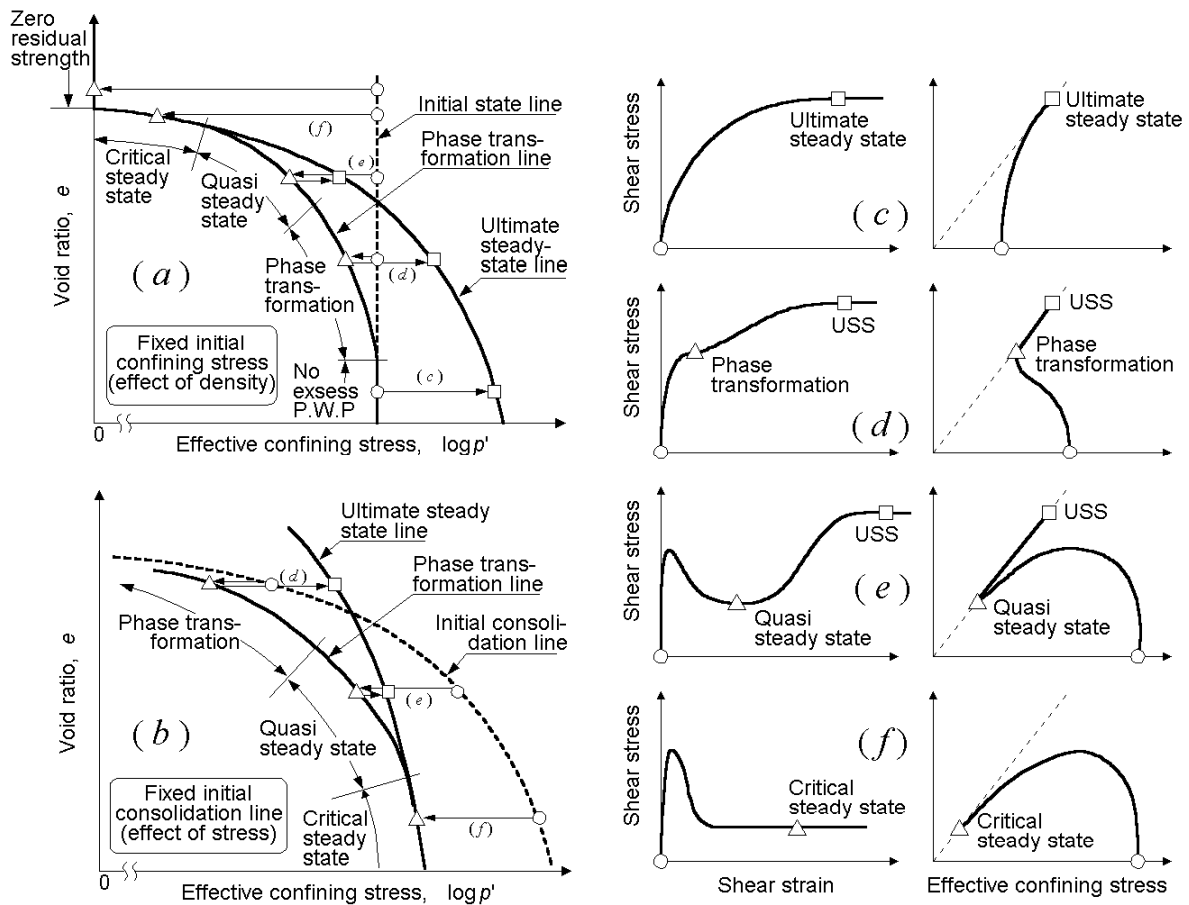 Zero
residual
strength
Initial state line
Phase trans-
formation line
(f)
(e)
Critical
steady
state
Quasi
steady
state
Ultimate
steady-
state line
(a)
(d)
Phase
trans-
formation
Void ratio, e
Fixed initial
confining stress
(effect of density)
No
exsess
P.W.P
(c)
0
Effective confining stress, log p'
Ultimate steady
state line
Phase trans-
formation line
(d)
Initial consoli-
dation line
Phase trans-
formation
(e)
Void ratio, e
(b)
Quasi
steady state
Fixed initial
consolidation line
(effect of stress)
Critical
steady
state
(f)
0
Effective confining stress, log p'
Shear stress
Ultimate
steady state
(c)
Ultimate
steady state
Shear stress
USS
Phase
transformation
(d)
USS
Phase
transformation
Shear stress
USS
Quasi
steady state
(e)
USS
Quasi
steady state
Shear stress
Critical
steady state
(f)
Critical
steady state
Shear strain
Effective confining stress